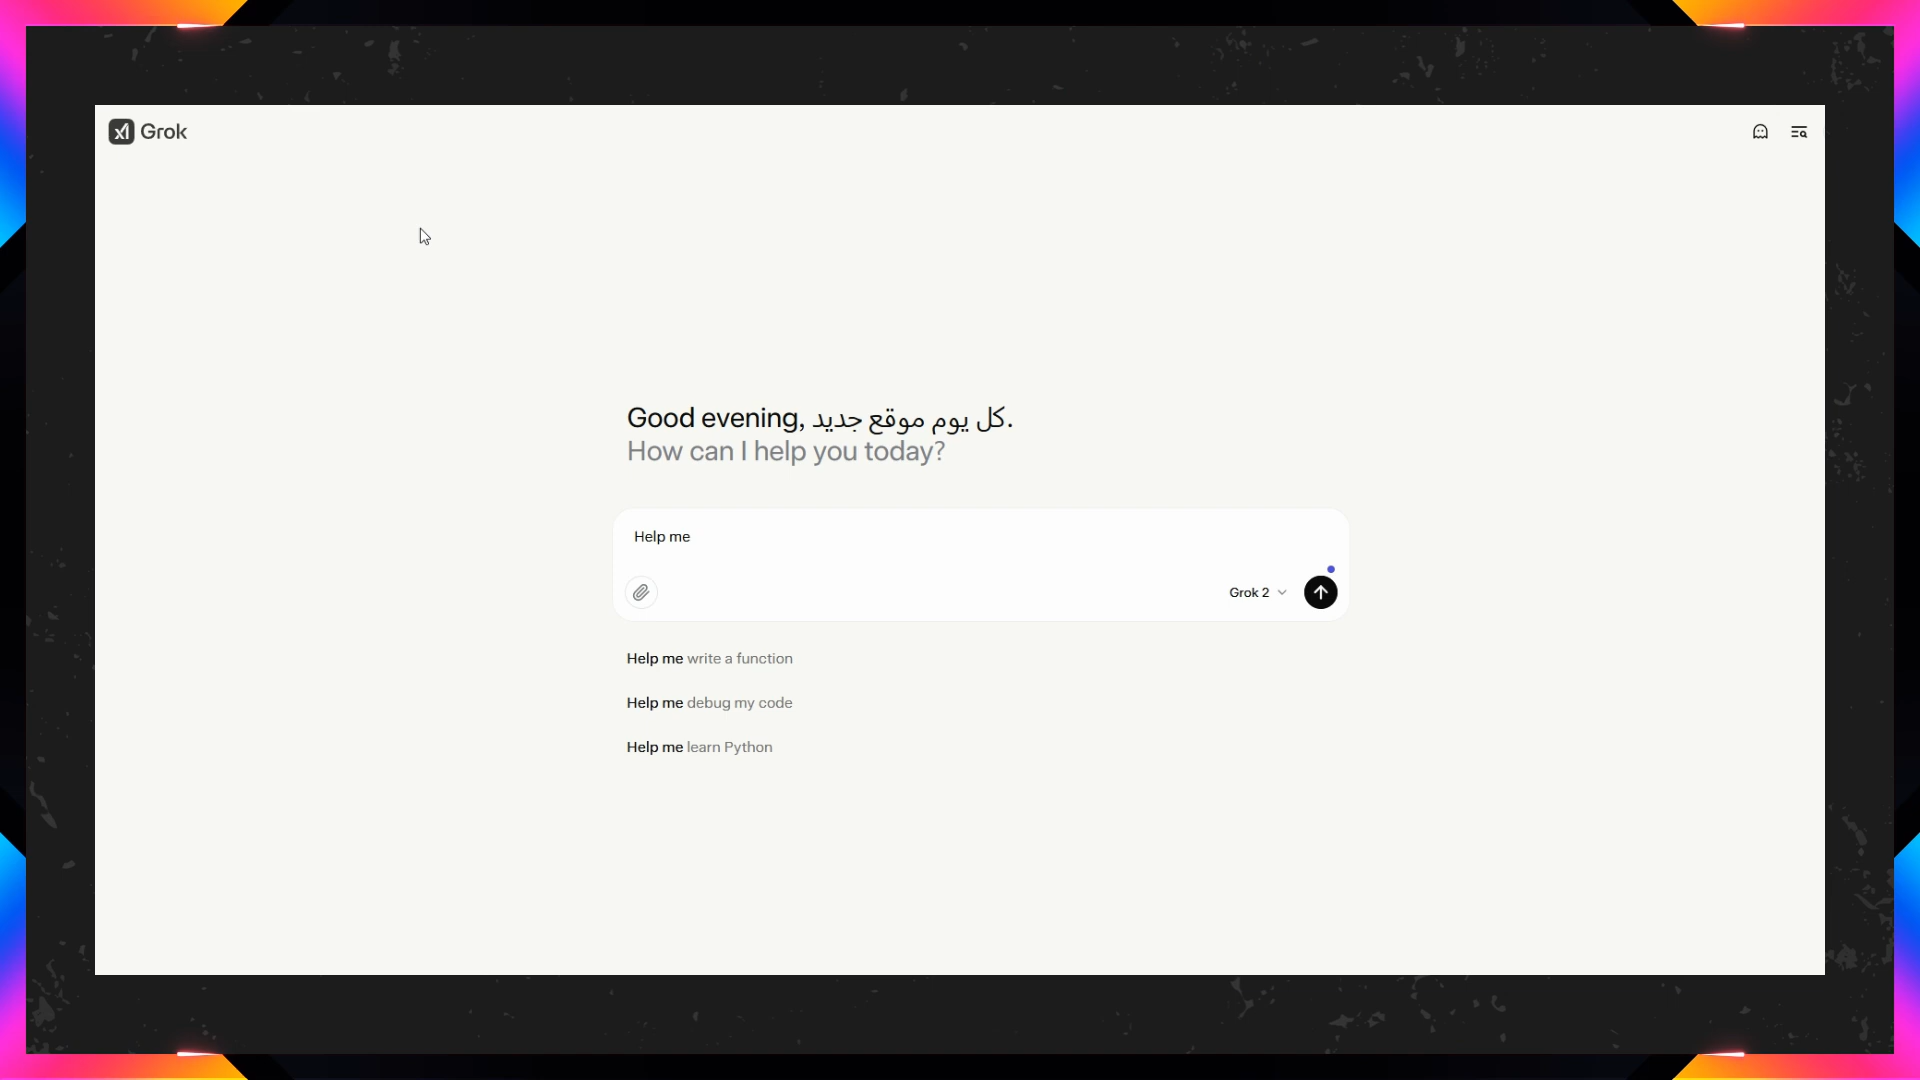 Grok
Good evening, كل يوم موقع جديد.
How can I help you today?
Help me
Grok 2
Help me write a function
Help me debug my code
Help me learn Python